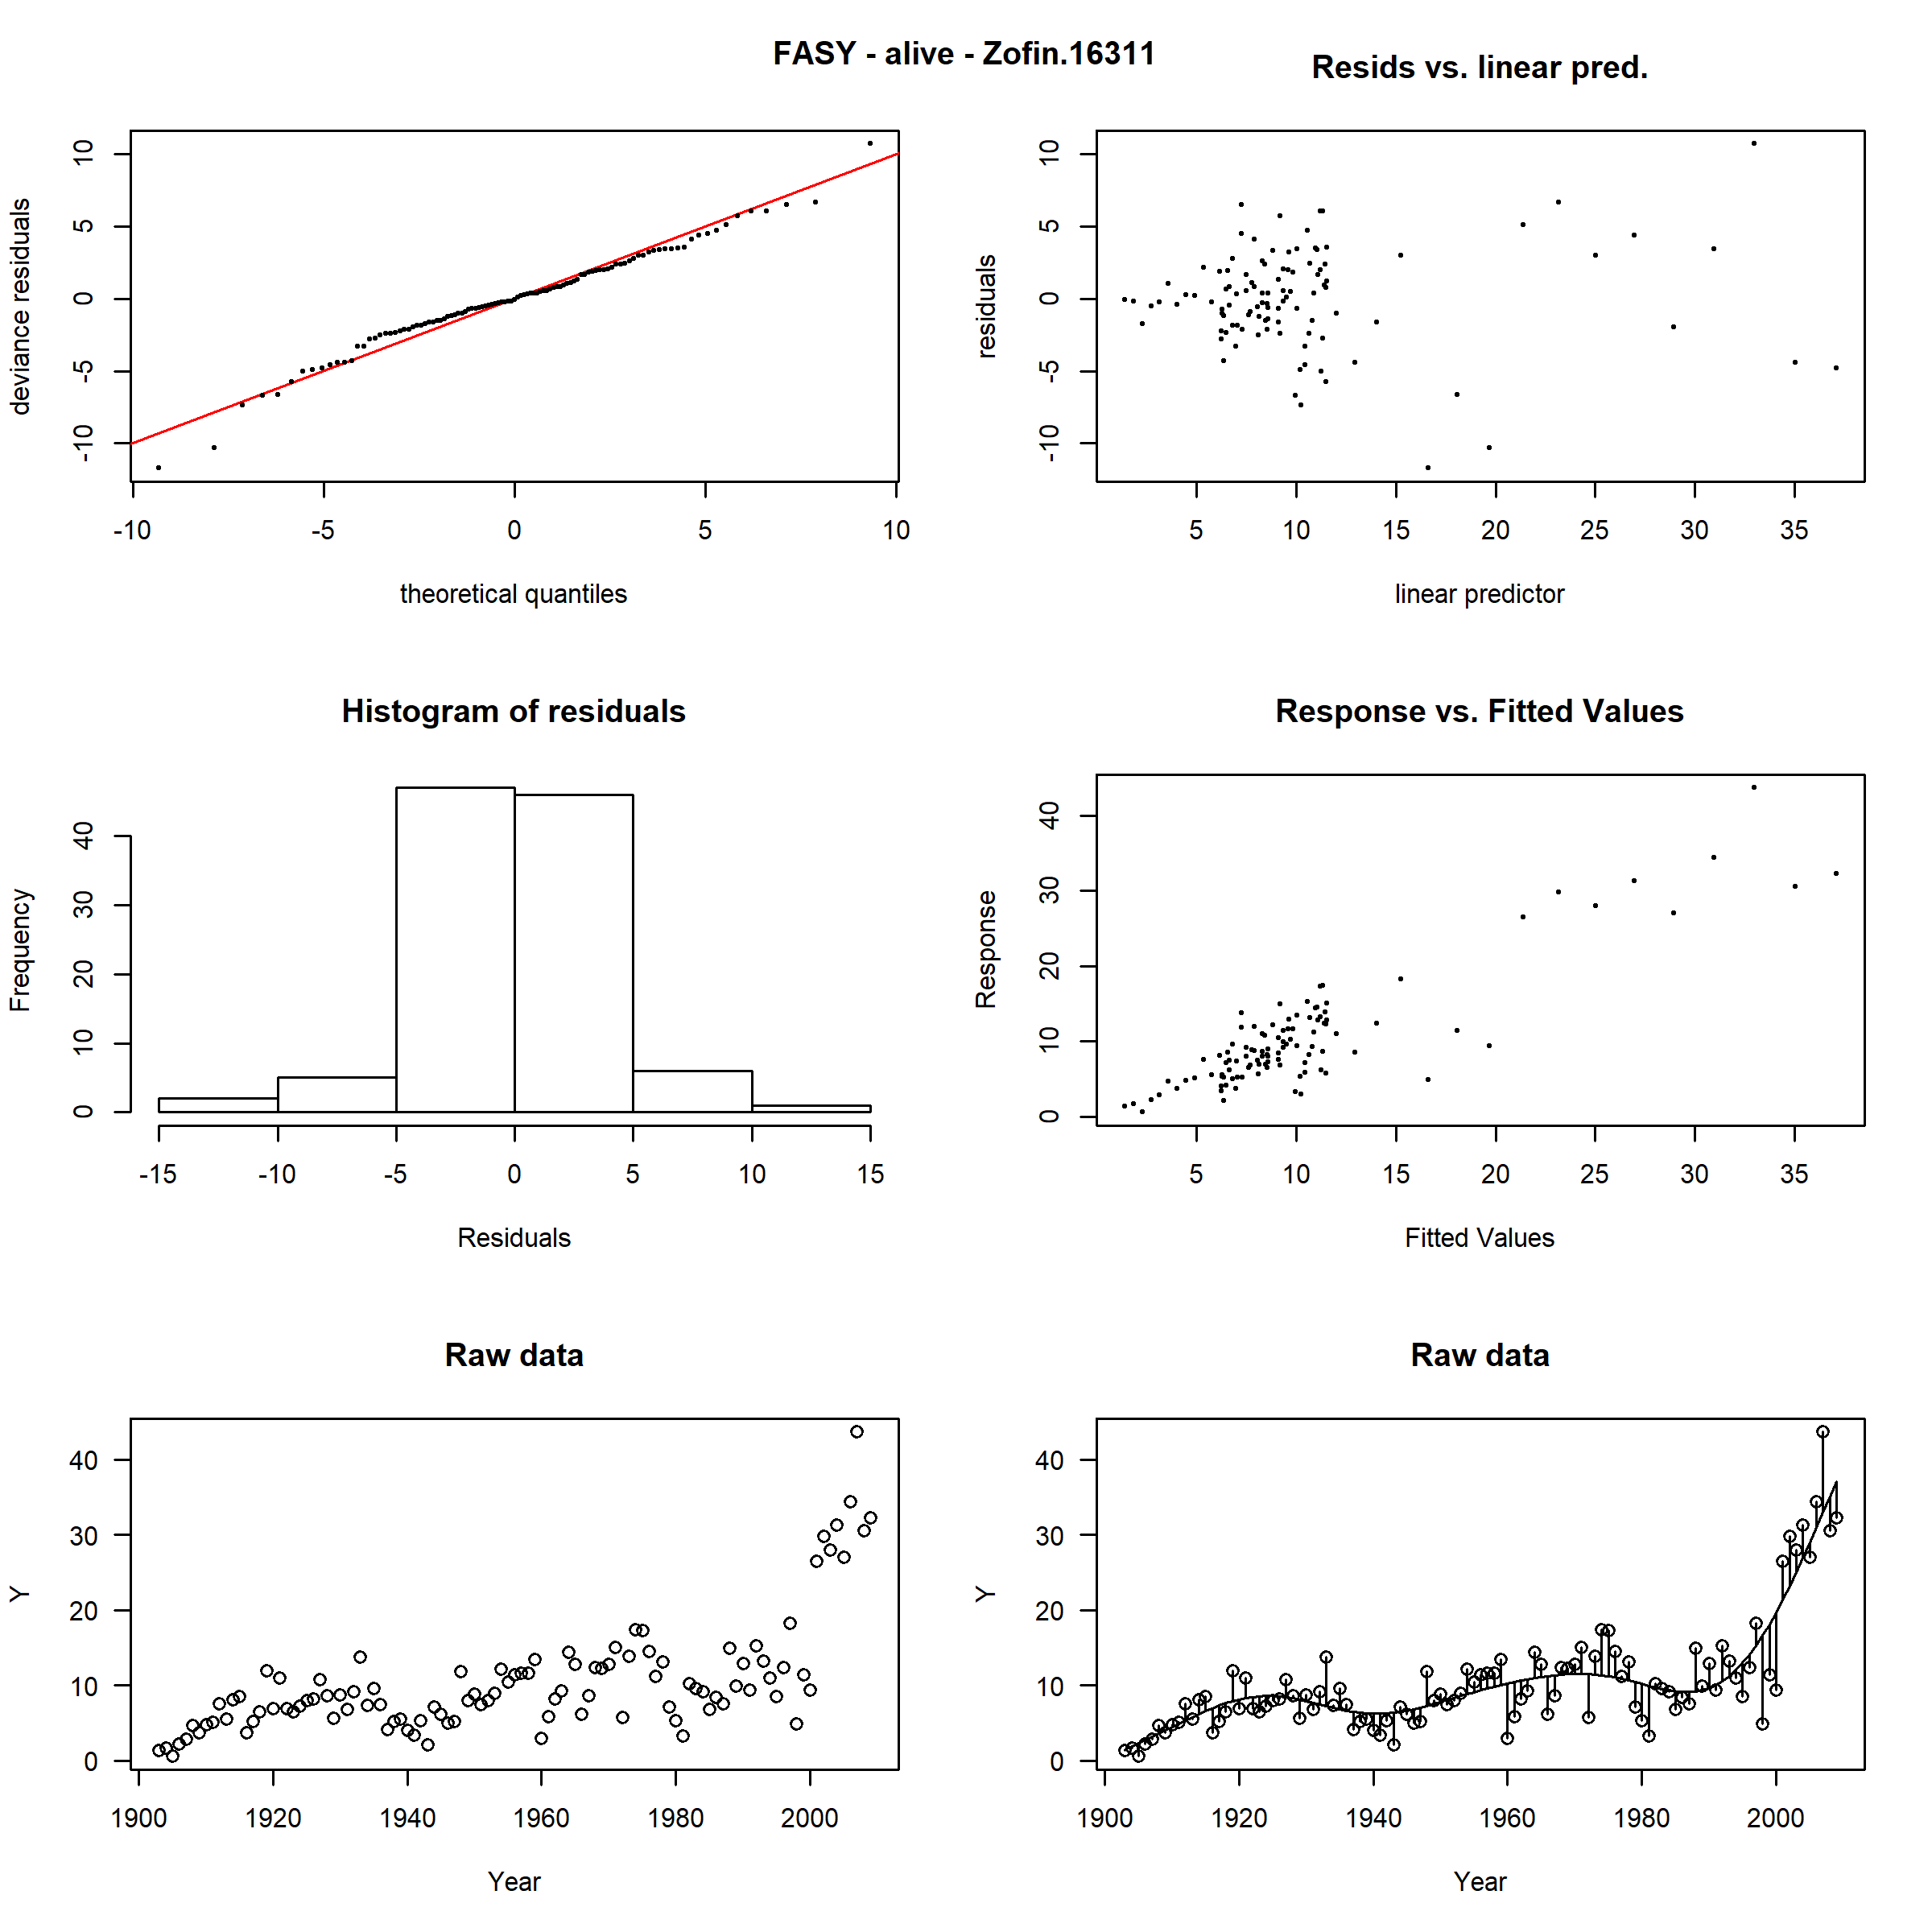 FASY - alive - Zofin.16311
Resids vs. linear pred.
deviance residuals
-10 -5 0 5 10
-10 -5 0 5 10
theoretical quantiles
residuals
-10 -5 0 5 10
5 10 15 20 25 30 35
linear predictor
Histogram of residuals
Frequency
0 10 20 30 40
-15 -10 -5 0 5 10 15
Residuals
Response vs. Fitted Values
Response
0 10 20 30 40
5 10 15 20 25 30 35
Fitted Values
Raw data
Y
0 10 20 30 40
1900 1920 1940 1960 1980 2000
Year
Raw data
Y
0 10 20 30 40
1900 1920 1940 1960 1980 2000
Year